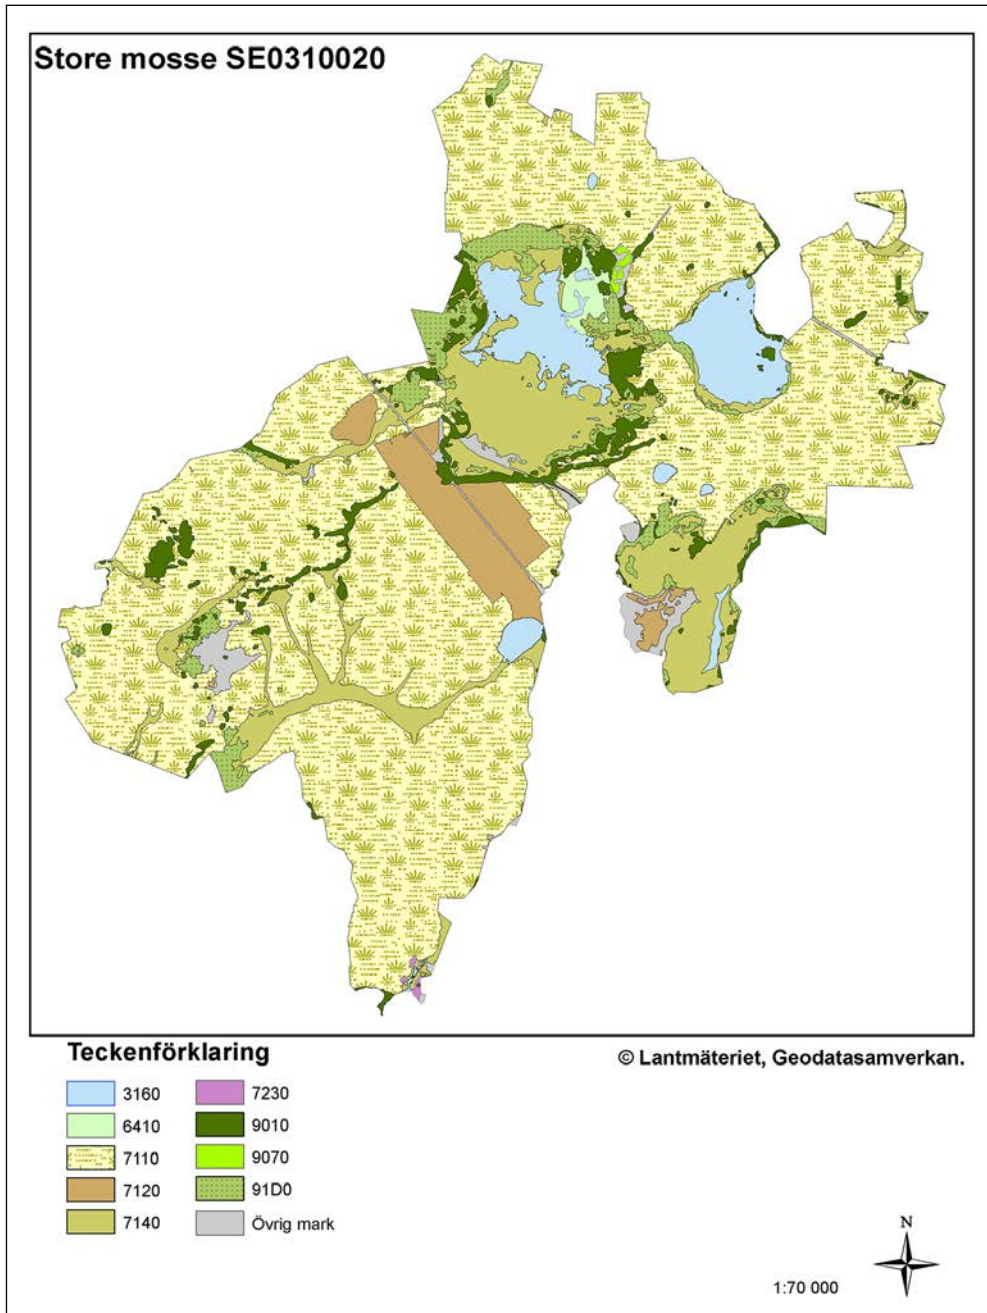 Store mosse SE0310020
Teckenförklaring
© Lantmäteriet, Geodatasamverkan.
3160
6410
7110
7120
7140
7230
9010
9070
91D0
Övrig mark
N
1:70 000